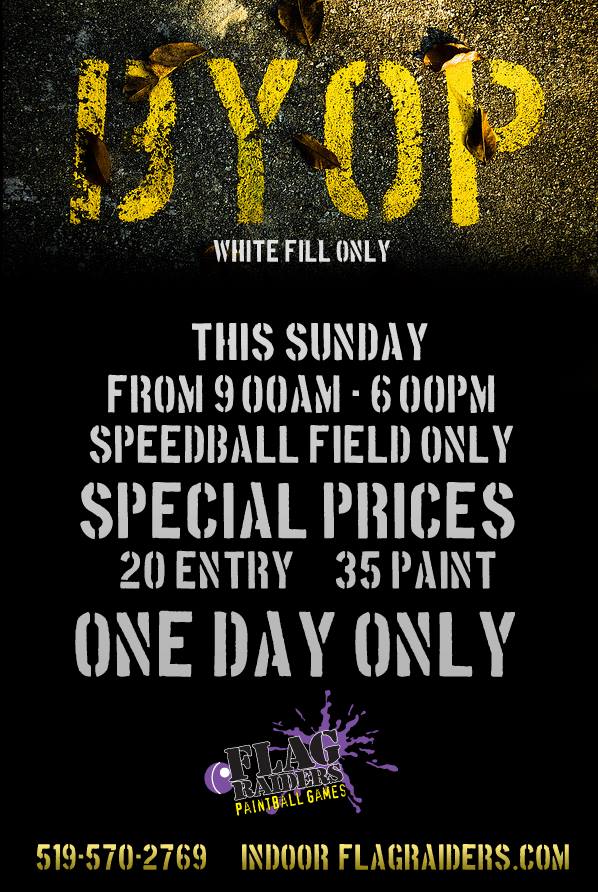 BYOP
WHITE FILL ONLY
THIS SUNDAY
FROM 9 00AM - 6 00PM
SPEEDBALL FIELD ONLY
SPECIAL PRICES
20 ENTRY 35 PAINT
ONE DAY ONLY
FLAG
RAIDERS
PAINTBALL GAMES
519-570-2769 INDOOR FLAGRAIDERS.COM